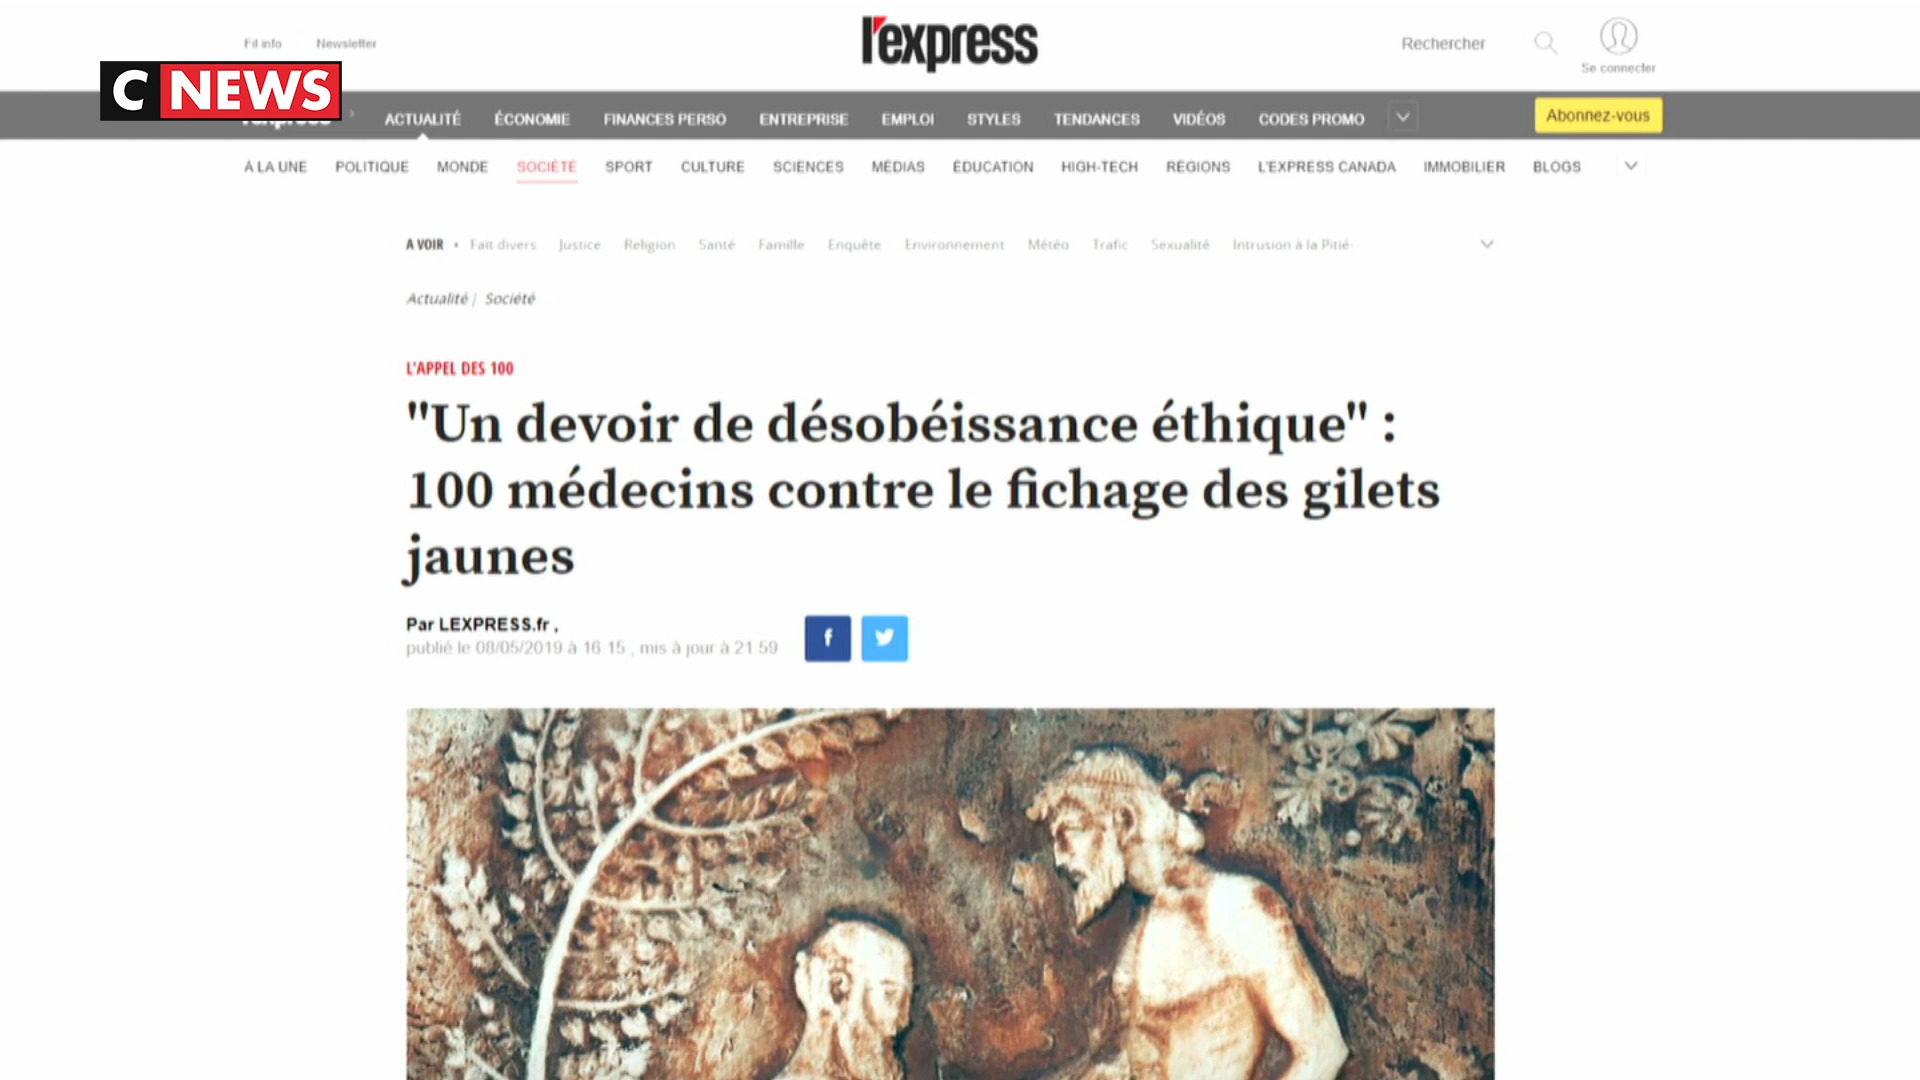 Fil info
Newsletter
l'express
Rechercher
Se connecter
C NEWS
ACTUALITÉ
ÉCONOMIE
FINANCES PERSO
ENTREPRISE
EMPLOI
STYLES
TENDANCES
VIDÉOS
CODES PROMO
Abonnez-vous
À LA UNE
POLITIQUE
MONDE
SOCIÉTÉ
SPORT
CULTURE
SCIENCES
MÉDIAS
ÉDUCATION
HIGH-TECH
RÉGIONS
L'EXPRESS CANADA
IMMOBILIER
BLOGS
A VOIR • Fait divers Justice Religion Santé Famille Enquête Environnement Météo Trafic Sexualité Intrusion à la Pitié-
Actualité / Société
L'APPEL DES 100
"Un devoir de désobéissance éthique" :
100 médecins contre le fichage des gilets
jaunes
Par LEXPRESS.fr ,
publié le 08/05/2019 à 16 15 , mis à jour à 21 59